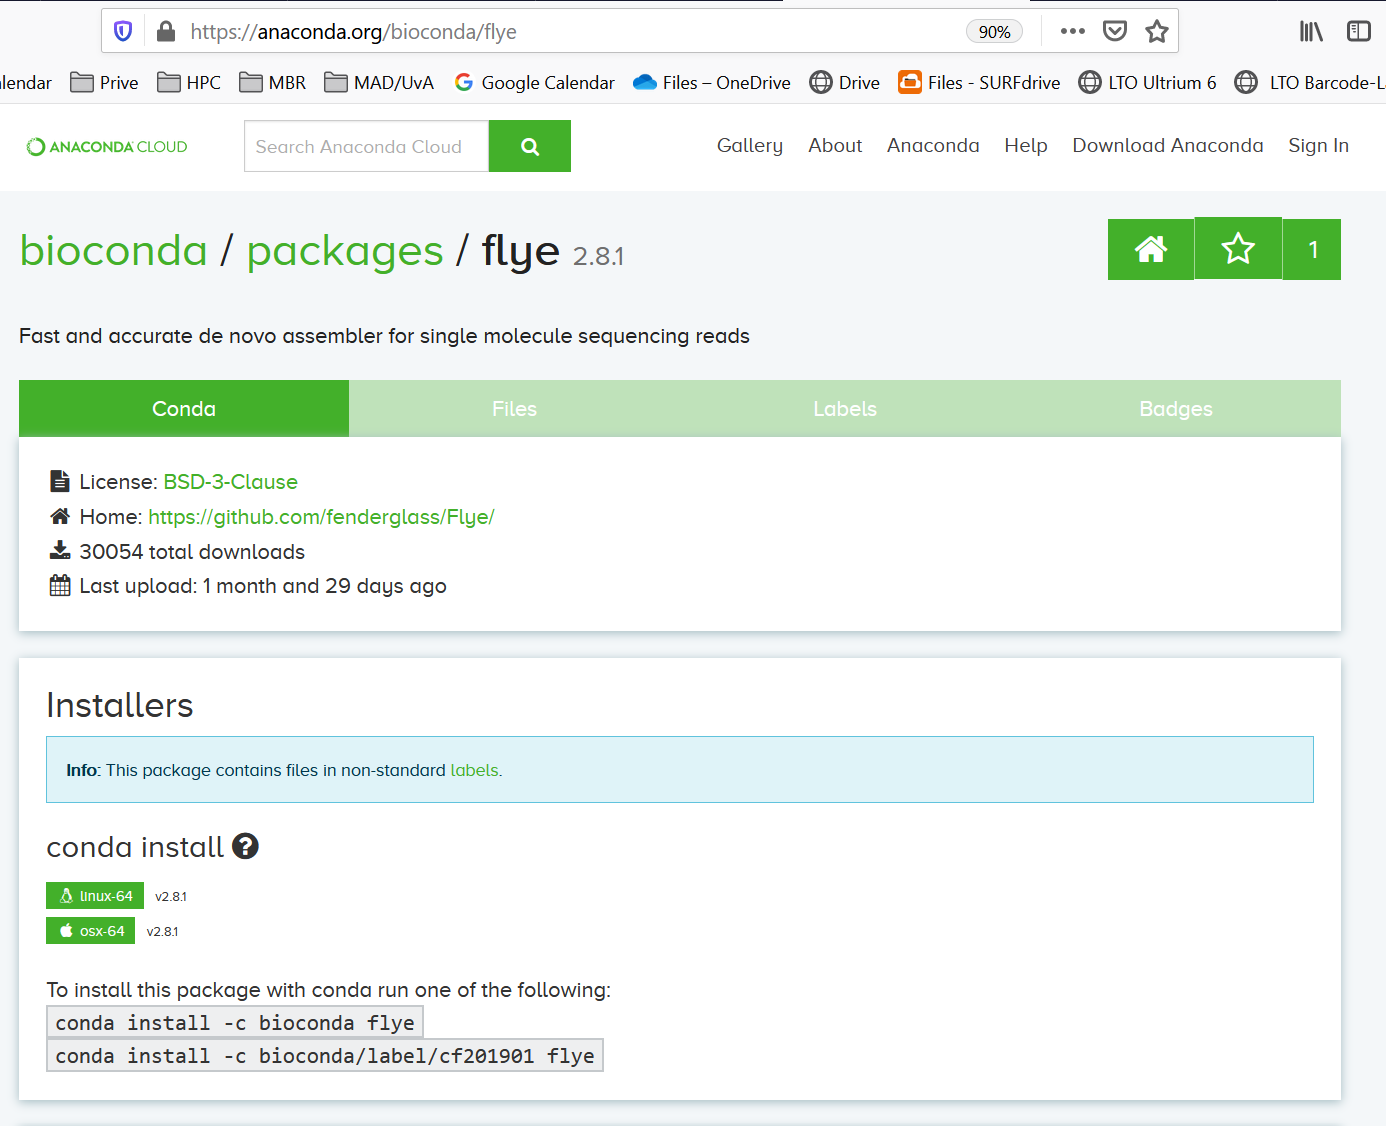 https://anaconda.org/bioconda/flye 90%
Prive HPC MBR MAD/UvA Google Calendar Files – OneDrive Drive Files - SURFdrive LTO Ultrium 6
ANACONDA CLOUD Search Anaconda Cloud Gallery About Anaconda Help Download Anaconda Sign In
bioconda / packages / flye 2.8.1 1
Fast and accurate de novo assembler for single molecule sequencing reads
Conda Files Labels Badges
License: BSD-3-Clause
Home: https://github.com/fenderglass/Flye/
30054 total downloads
Last upload: 1 month and 29 days ago
Installers
Info: This package contains files in non-standard labels.
conda install
linux-64 v2.8.1
osx-64 v2.8.1
To install this package with conda run one of the following:
conda install -c bioconda flye
conda install -c bioconda/label/cf201901 flye